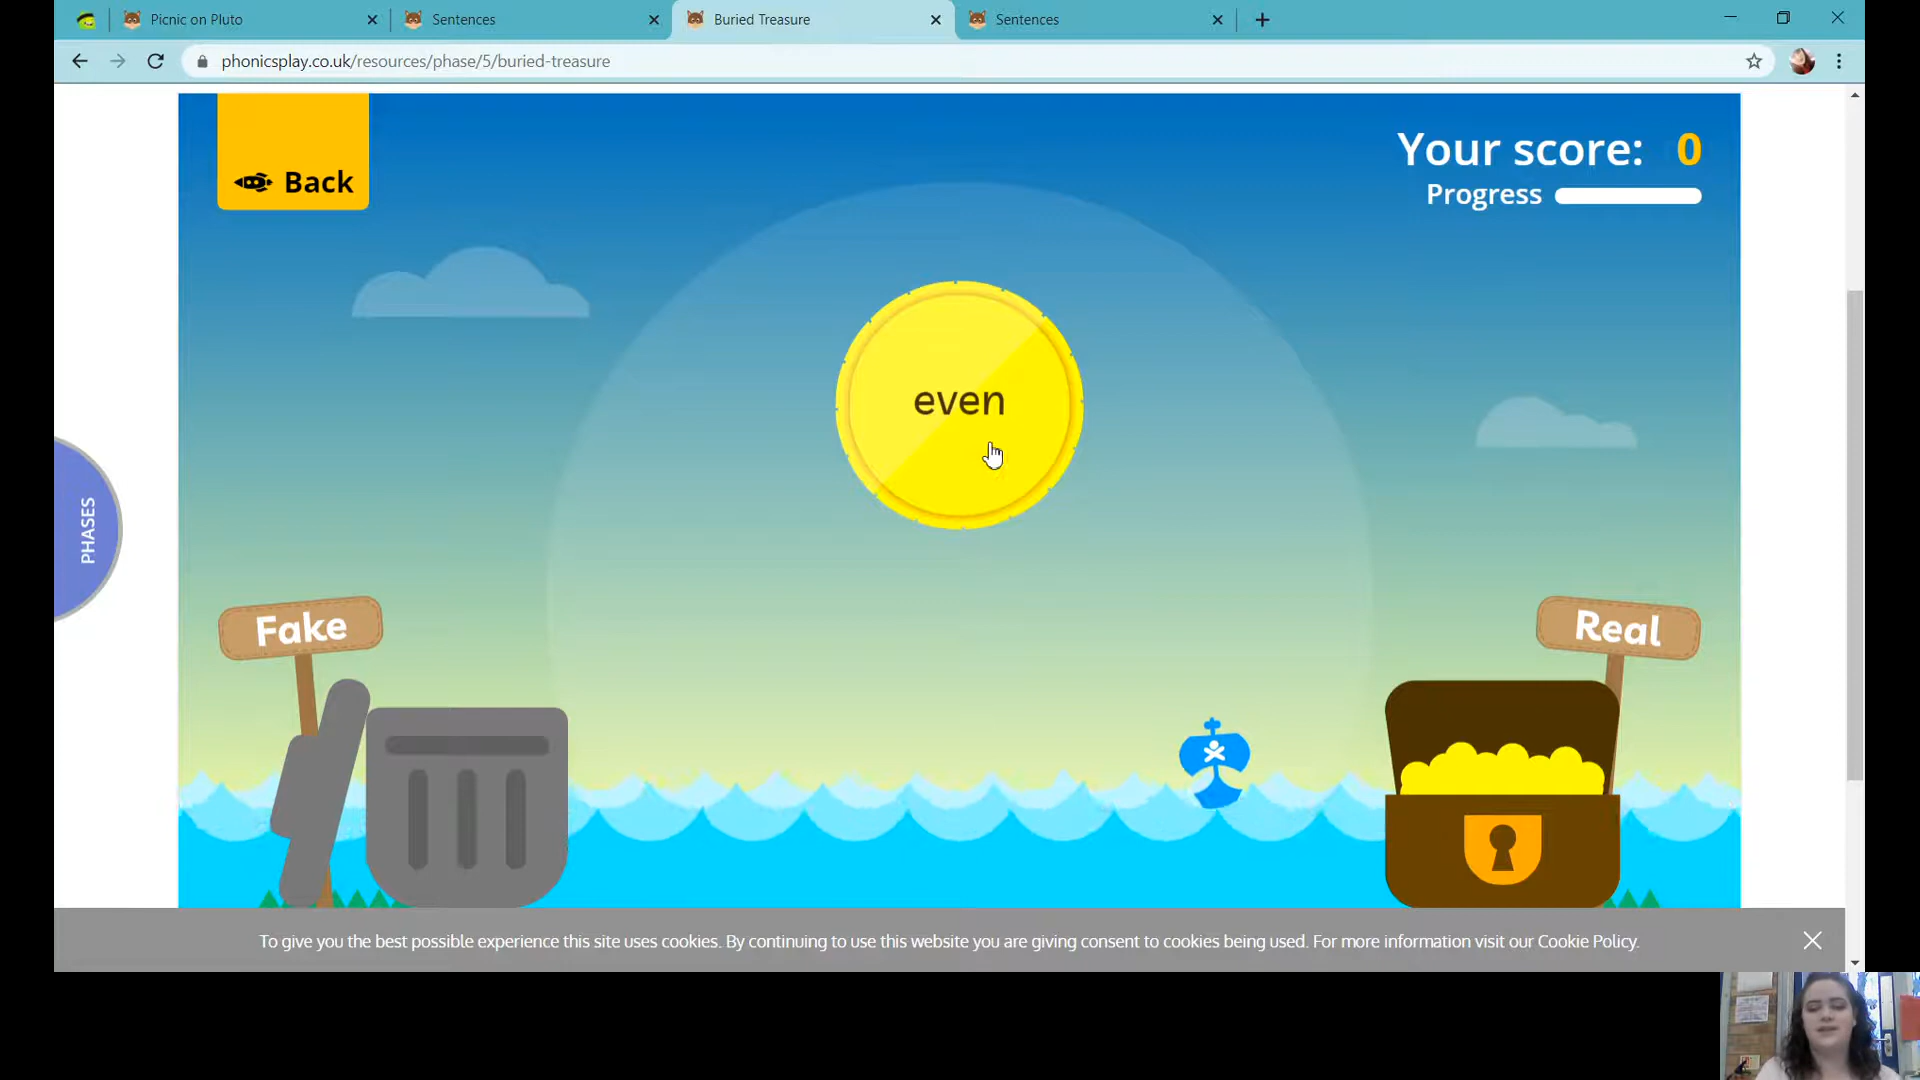 Picnic on Pluto
Sentences
Buried Treasure
Sentences
phonicsplay.co.uk/resources/phase/5/buried-treasure
Back
Your score: 0
Progress
even
PHASES
Fake
Real
To give you the best possible experience this site uses cookies. By continuing to use this website you are giving consent to cookies being used. For more information visit our Cookie Policy.